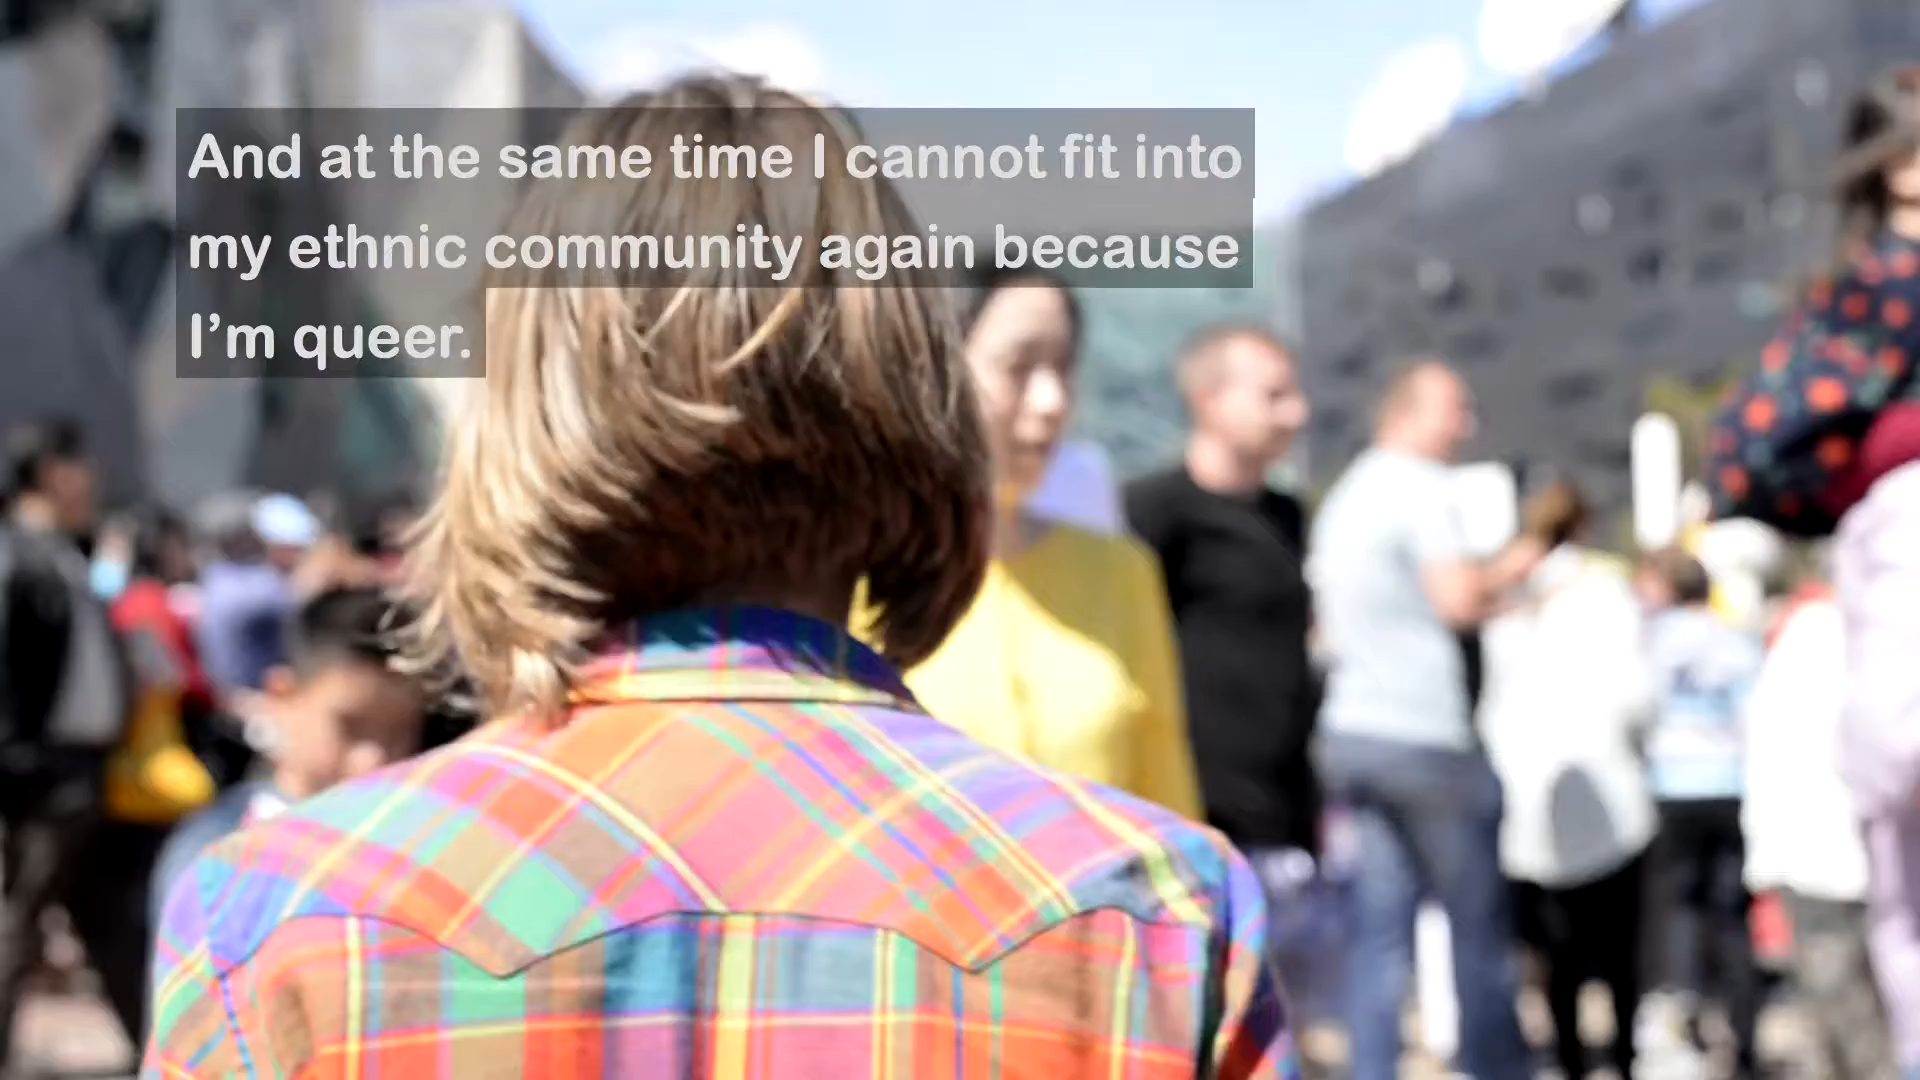 And at the same time I cannot fit into
my ethnic community again because
I’m queer.